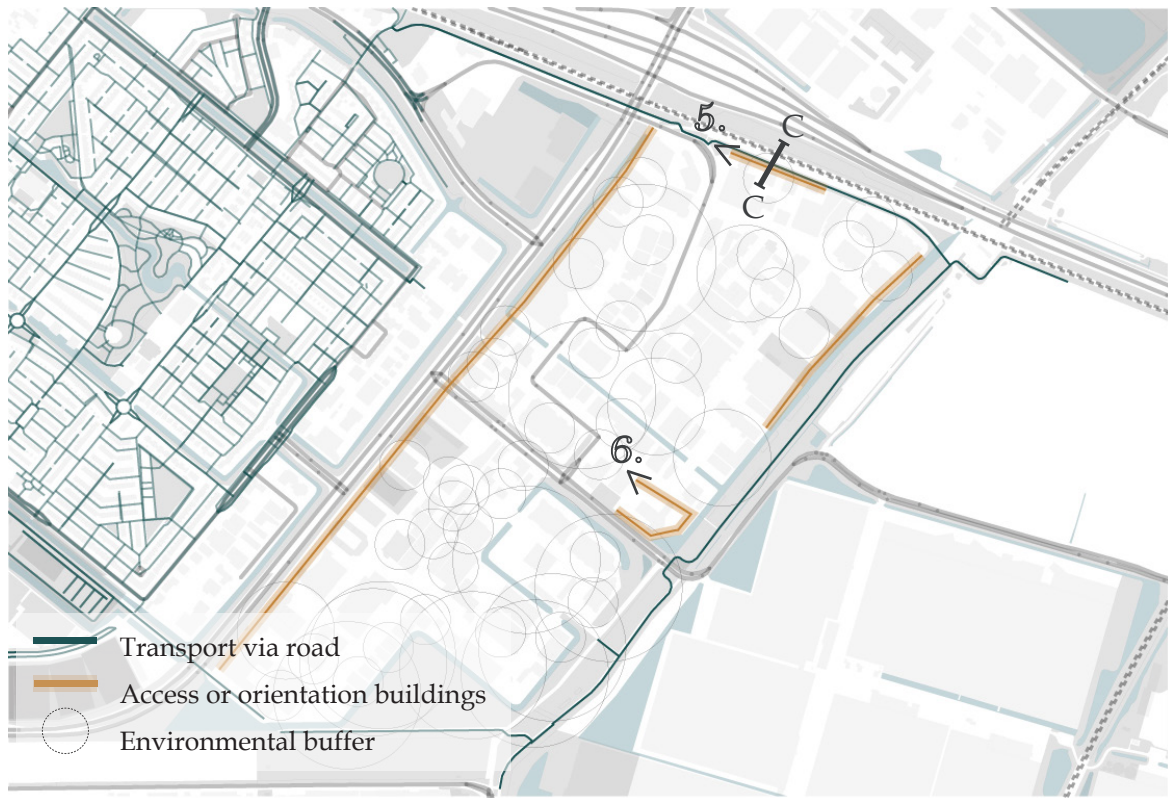 5.
C
C
6.
Transport via road
Access or orientation buildings
Environmental buffer